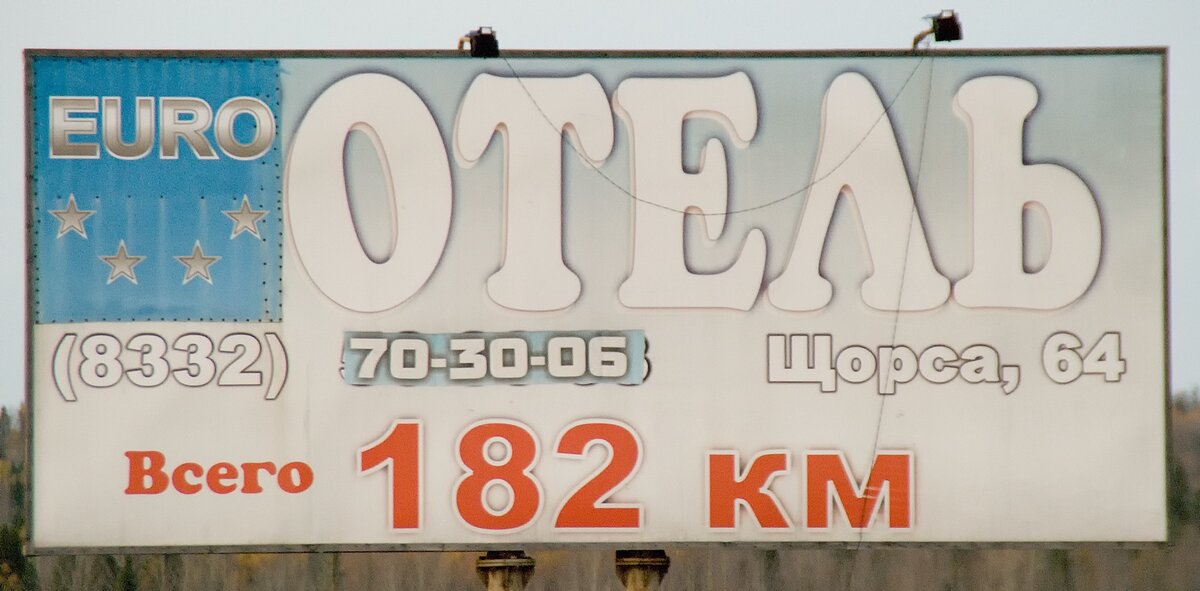 EURO ОТЕЛЬ
(8332) 70-30-06 Щорса, 64
Всего 182 км